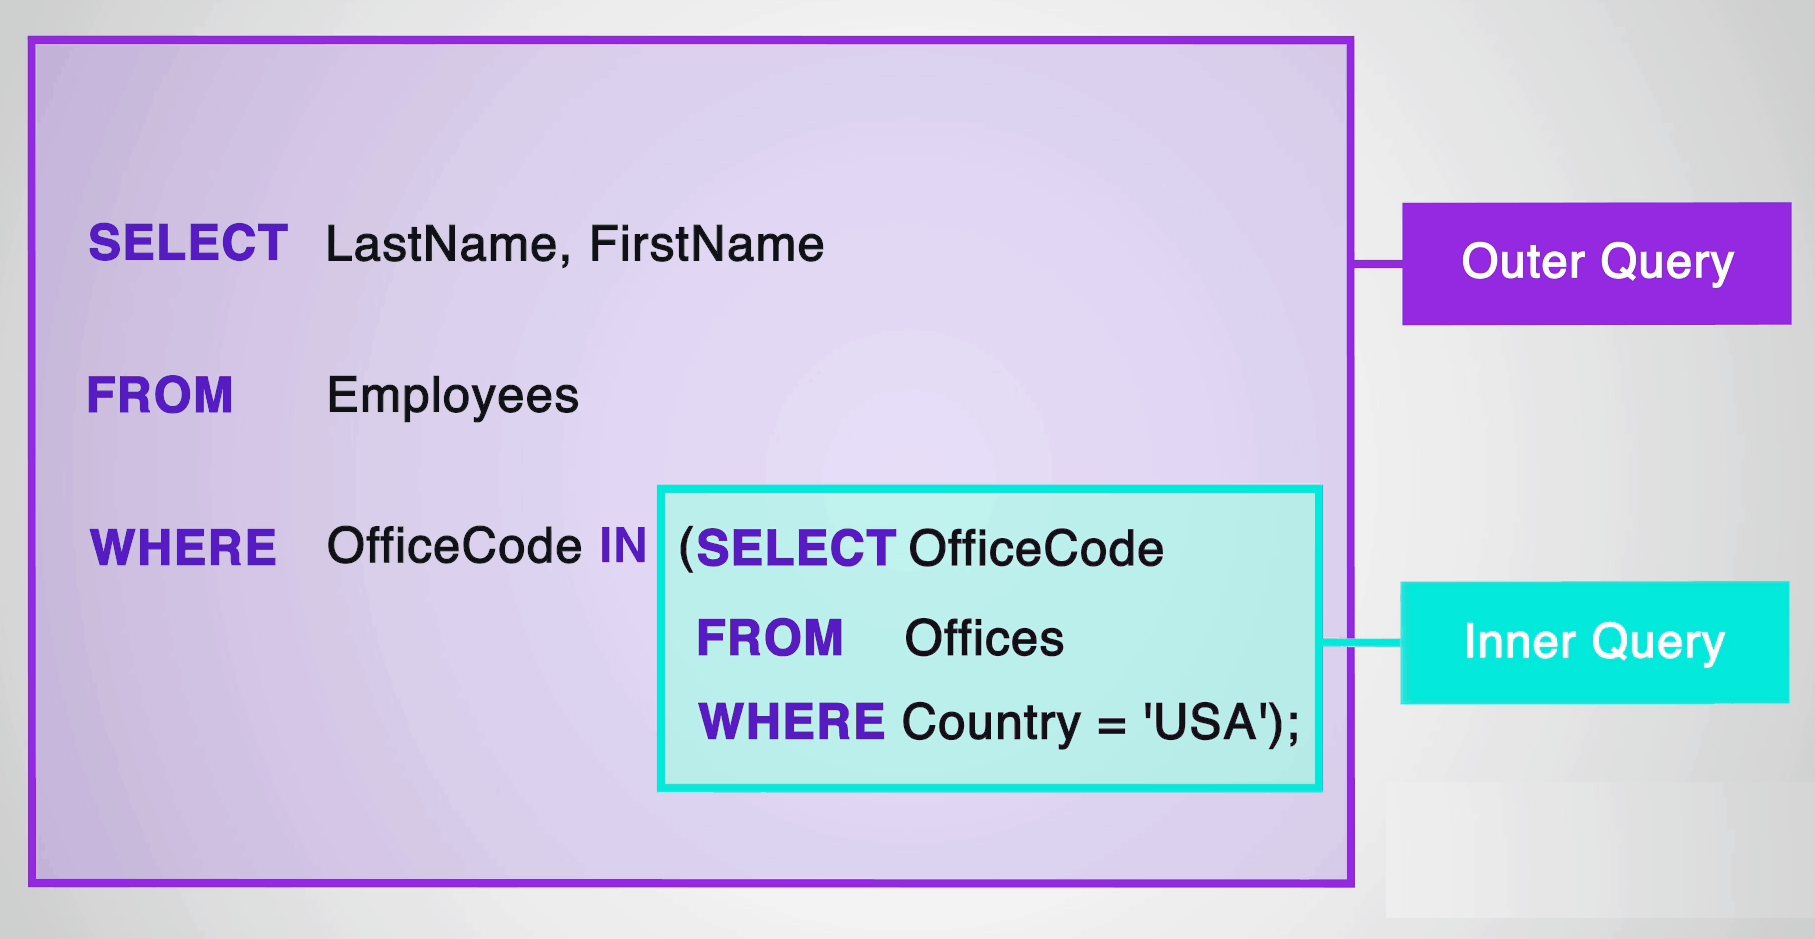 SELECT LastName, FirstName
Outer Query
FROM Employees
WHERE OfficeCode IN (SELECT OfficeCode
FROM Offices
Inner Query
WHERE Country = 'USA');